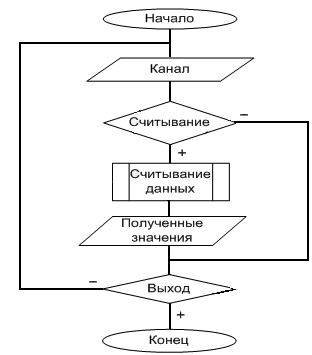 Начало
Канал
Считывание
–
+
Считывание
данных
Полученные
значения
–
Выход
+
Конец